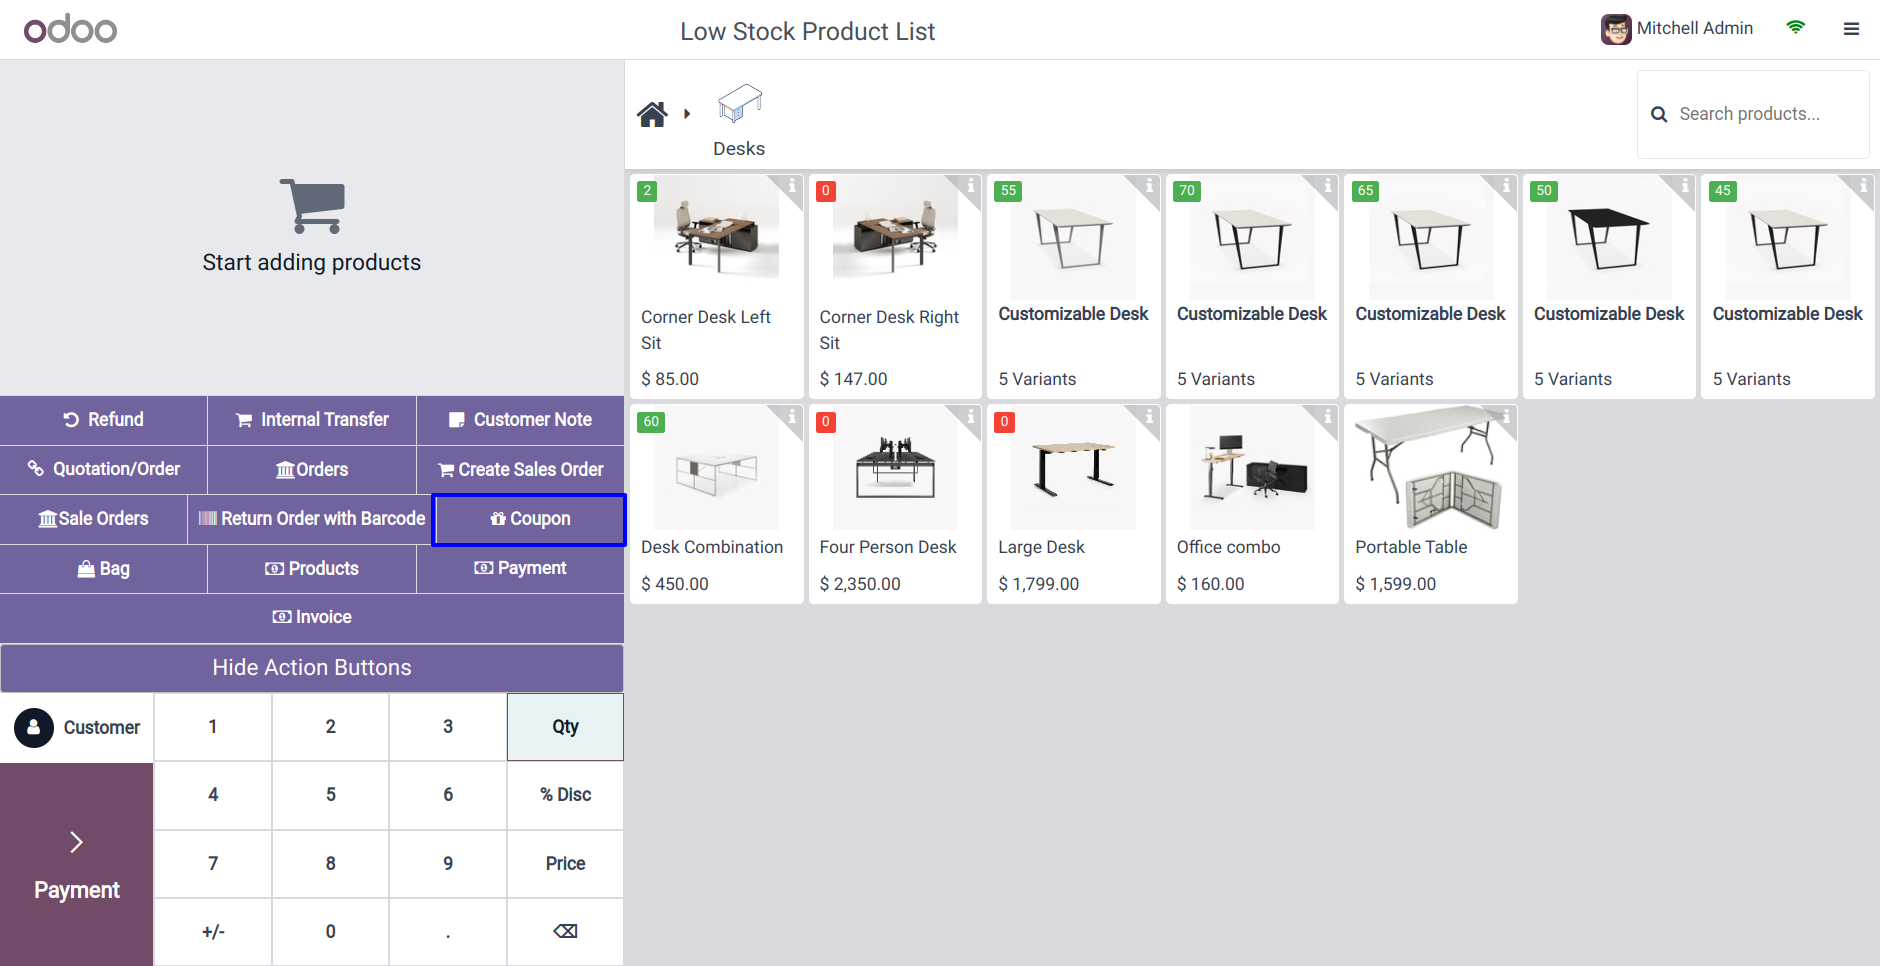 odoo
Low Stock Product List
Mitchell Admin
Start adding products
Desks
Search products...
2
Corner Desk Left
Sit
$ 85.00
0
Corner Desk Right
Sit
$ 147.00
55
Customizable Desk
5 Variants
70
Customizable Desk
5 Variants
65
Customizable Desk
5 Variants
50
Customizable Desk
5 Variants
45
Customizable Desk
5 Variants
60
Desk Combination
$ 450.00
0
Four Person Desk
$ 2,350.00
0
Large Desk
$ 1,799.00
Office combo
$ 160.00
Portable Table
$ 1,599.00
Refund
Internal Transfer
Customer Note
Quotation/Order
Orders
Create Sales Order
Sale Orders
Return Order with Barcode
Coupon
Bag
Products
Payment
Invoice
Hide Action Buttons
Customer
1
2
3
Qty
4
5
6
% Disc
Payment
7
8
9
Price
+/-
0
.
⌫